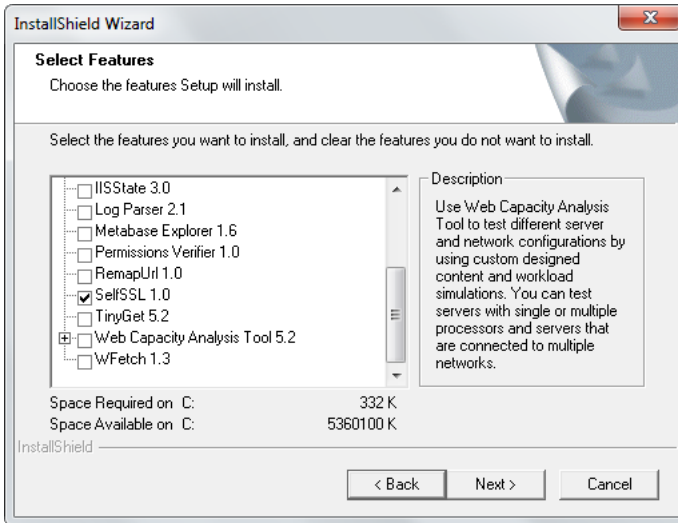 InstallShield Wizard
Select Features
Choose the features Setup will install.
Select the features you want to install, and clear the features you do not want to install.
IISState 3.0
Log Parser 2.1
Metabase Explorer 1.6
Permissions Verifier 1.0
RemapUrl 1.0
SelfSSL 1.0
TinyGet 5.2
Web Capacity Analysis Tool 5.2
WFetch 1.3
Description
Use Web Capacity Analysis
Tool to test different server
and network configurations by
using custom designed
content and workload
simulations. You can test
servers with single or multiple
processors and servers that
are connected to multiple
networks.
Space Required on C: 332 K
Space Available on C: 5360100 K
InstallShield
< Back
Next >
Cancel